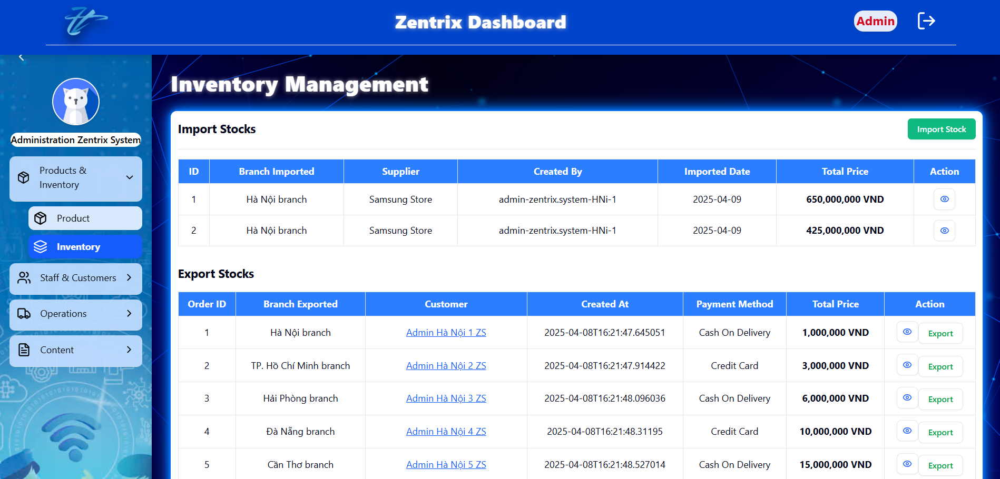 Zentrix Dashboard
Admin
Administration Zentrix System
Products &
Inventory
Product
Inventory
Staff & Customers
Operations
Content
Inventory Management
Import Stocks
Import Stock
ID Branch Imported Supplier Created By Imported Date Total Price Action
1 Hà Nội branch Samsung Store admin-zentrix.system-HNi-1 2025-04-09 650,000,000 VND
2 Hà Nội branch Samsung Store admin-zentrix.system-HNi-1 2025-04-09 425,000,000 VND
Export Stocks
Order ID Branch Exported Customer Created At Payment Method Total Price Action
1 Hà Nội branch Admin Hà Nội 1 ZS 2025-04-08T16:21:47.645051 Cash On Delivery 1,000,000 VND Export
2 TP. Hồ Chí Minh branch Admin Hà Nội 2 ZS 2025-04-08T16:21:47.914422 Credit Card 3,000,000 VND Export
3 Hải Phòng branch Admin Hà Nội 3 ZS 2025-04-08T16:21:48.096036 Cash On Delivery 6,000,000 VND Export
4 Đà Nẵng branch Admin Hà Nội 4 ZS 2025-04-08T16:21:48.31195 Credit Card 10,000,000 VND Export
5 Cần Thơ branch Admin Hà Nội 5 ZS 2025-04-08T16:21:48.527014 Cash On Delivery 15,000,000 VND Export